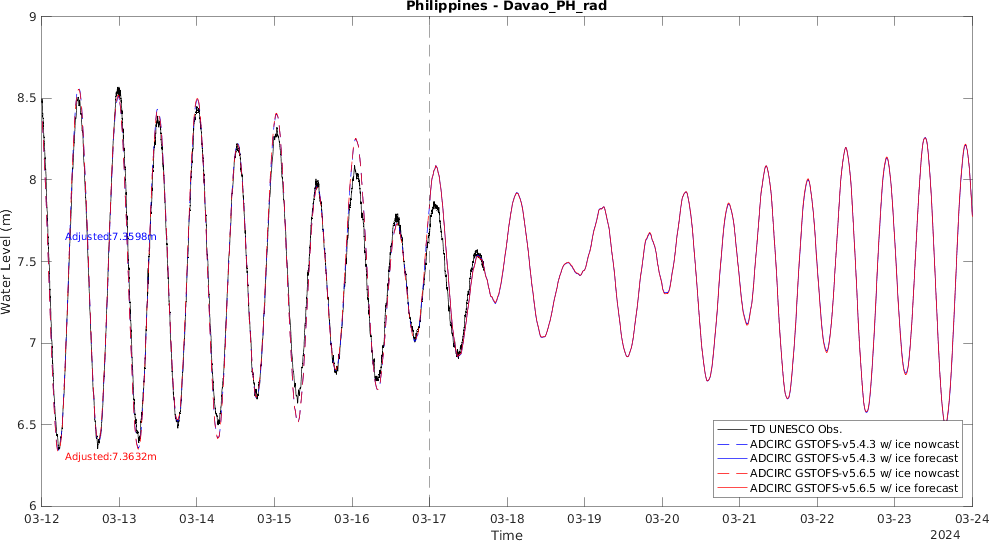 Philippines - Davao_PH_rad
Water Level (m)
9
8.5
8
7.5
7
6.5
6
Adjusted:7.3598m
Adjusted:7.3632m
TD UNESCO Obs.
ADCIRC GSTOFS-v5.4.3 w/ ice nowcast
ADCIRC GSTOFS-v5.4.3 w/ ice forecast
ADCIRC GSTOFS-v5.6.5 w/ ice nowcast
ADCIRC GSTOFS-v5.6.5 w/ ice forecast
03-12 03-13 03-14 03-15 03-16 03-17 03-18 03-19 03-20 03-21 03-22 03-23 03-24
Time
2024